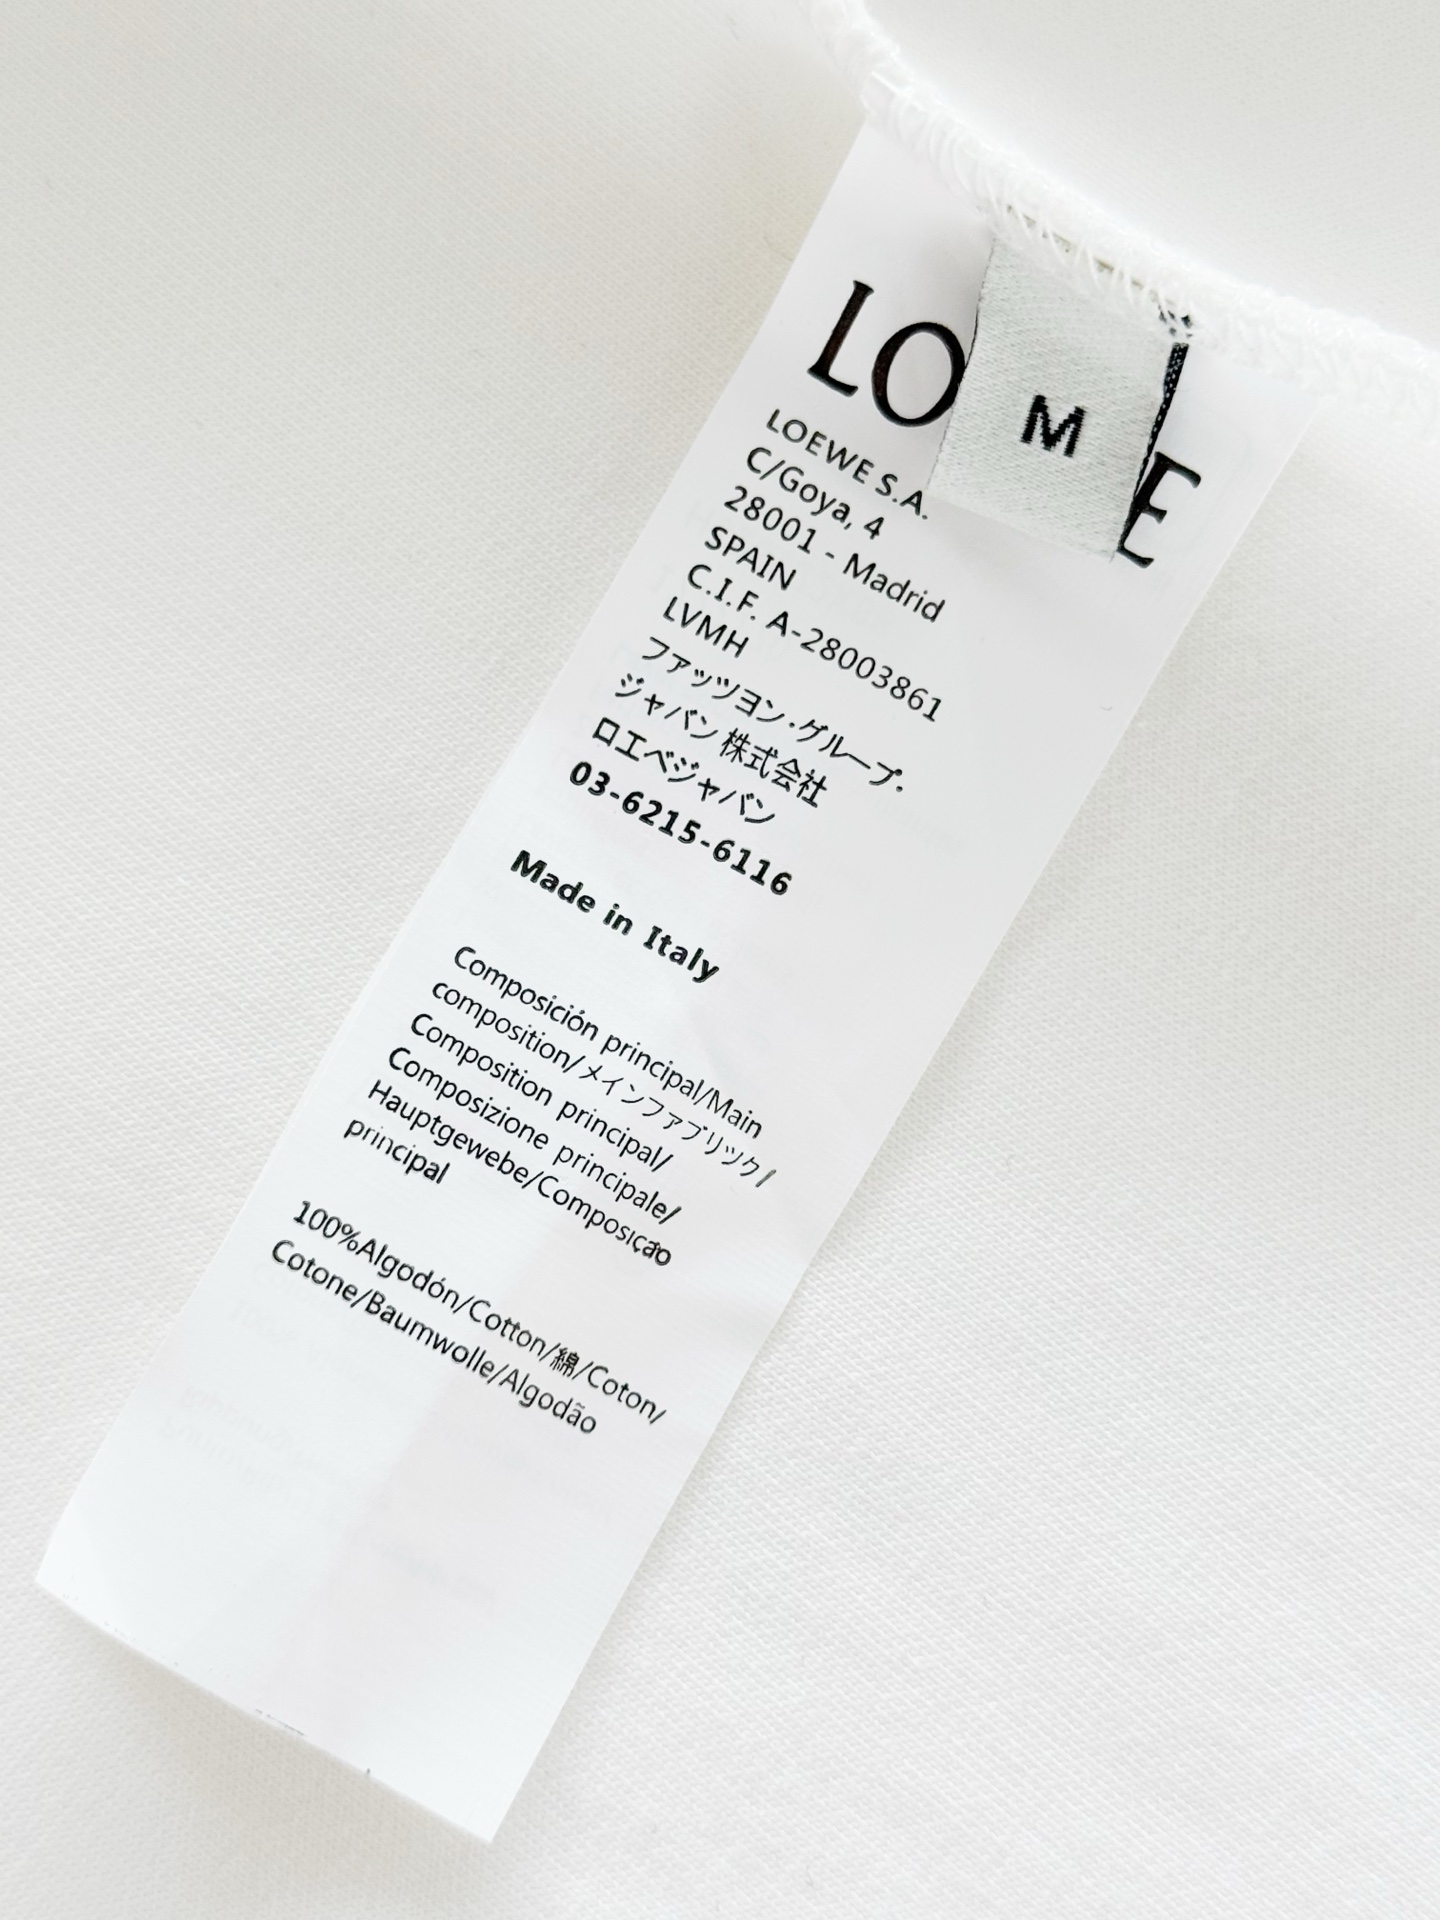 LO E
M
LOEWE S.A.
C/Goya, 4
28001 - Madrid
SPAIN
C.I.F. A-28003861
LVMH
ファッツヨン·グループ.
ジャバン株式会社
ロエベジャバン
03-6215-6116
Made in Italy
Composición principal/Main
composition/メインファブリック/
Composition principal/
Composizione principale/
Hauptgewebe/Composição
principal
100%Algodón/Cotton/綿/Coton/
Cotone/Baumwolle/Algodão